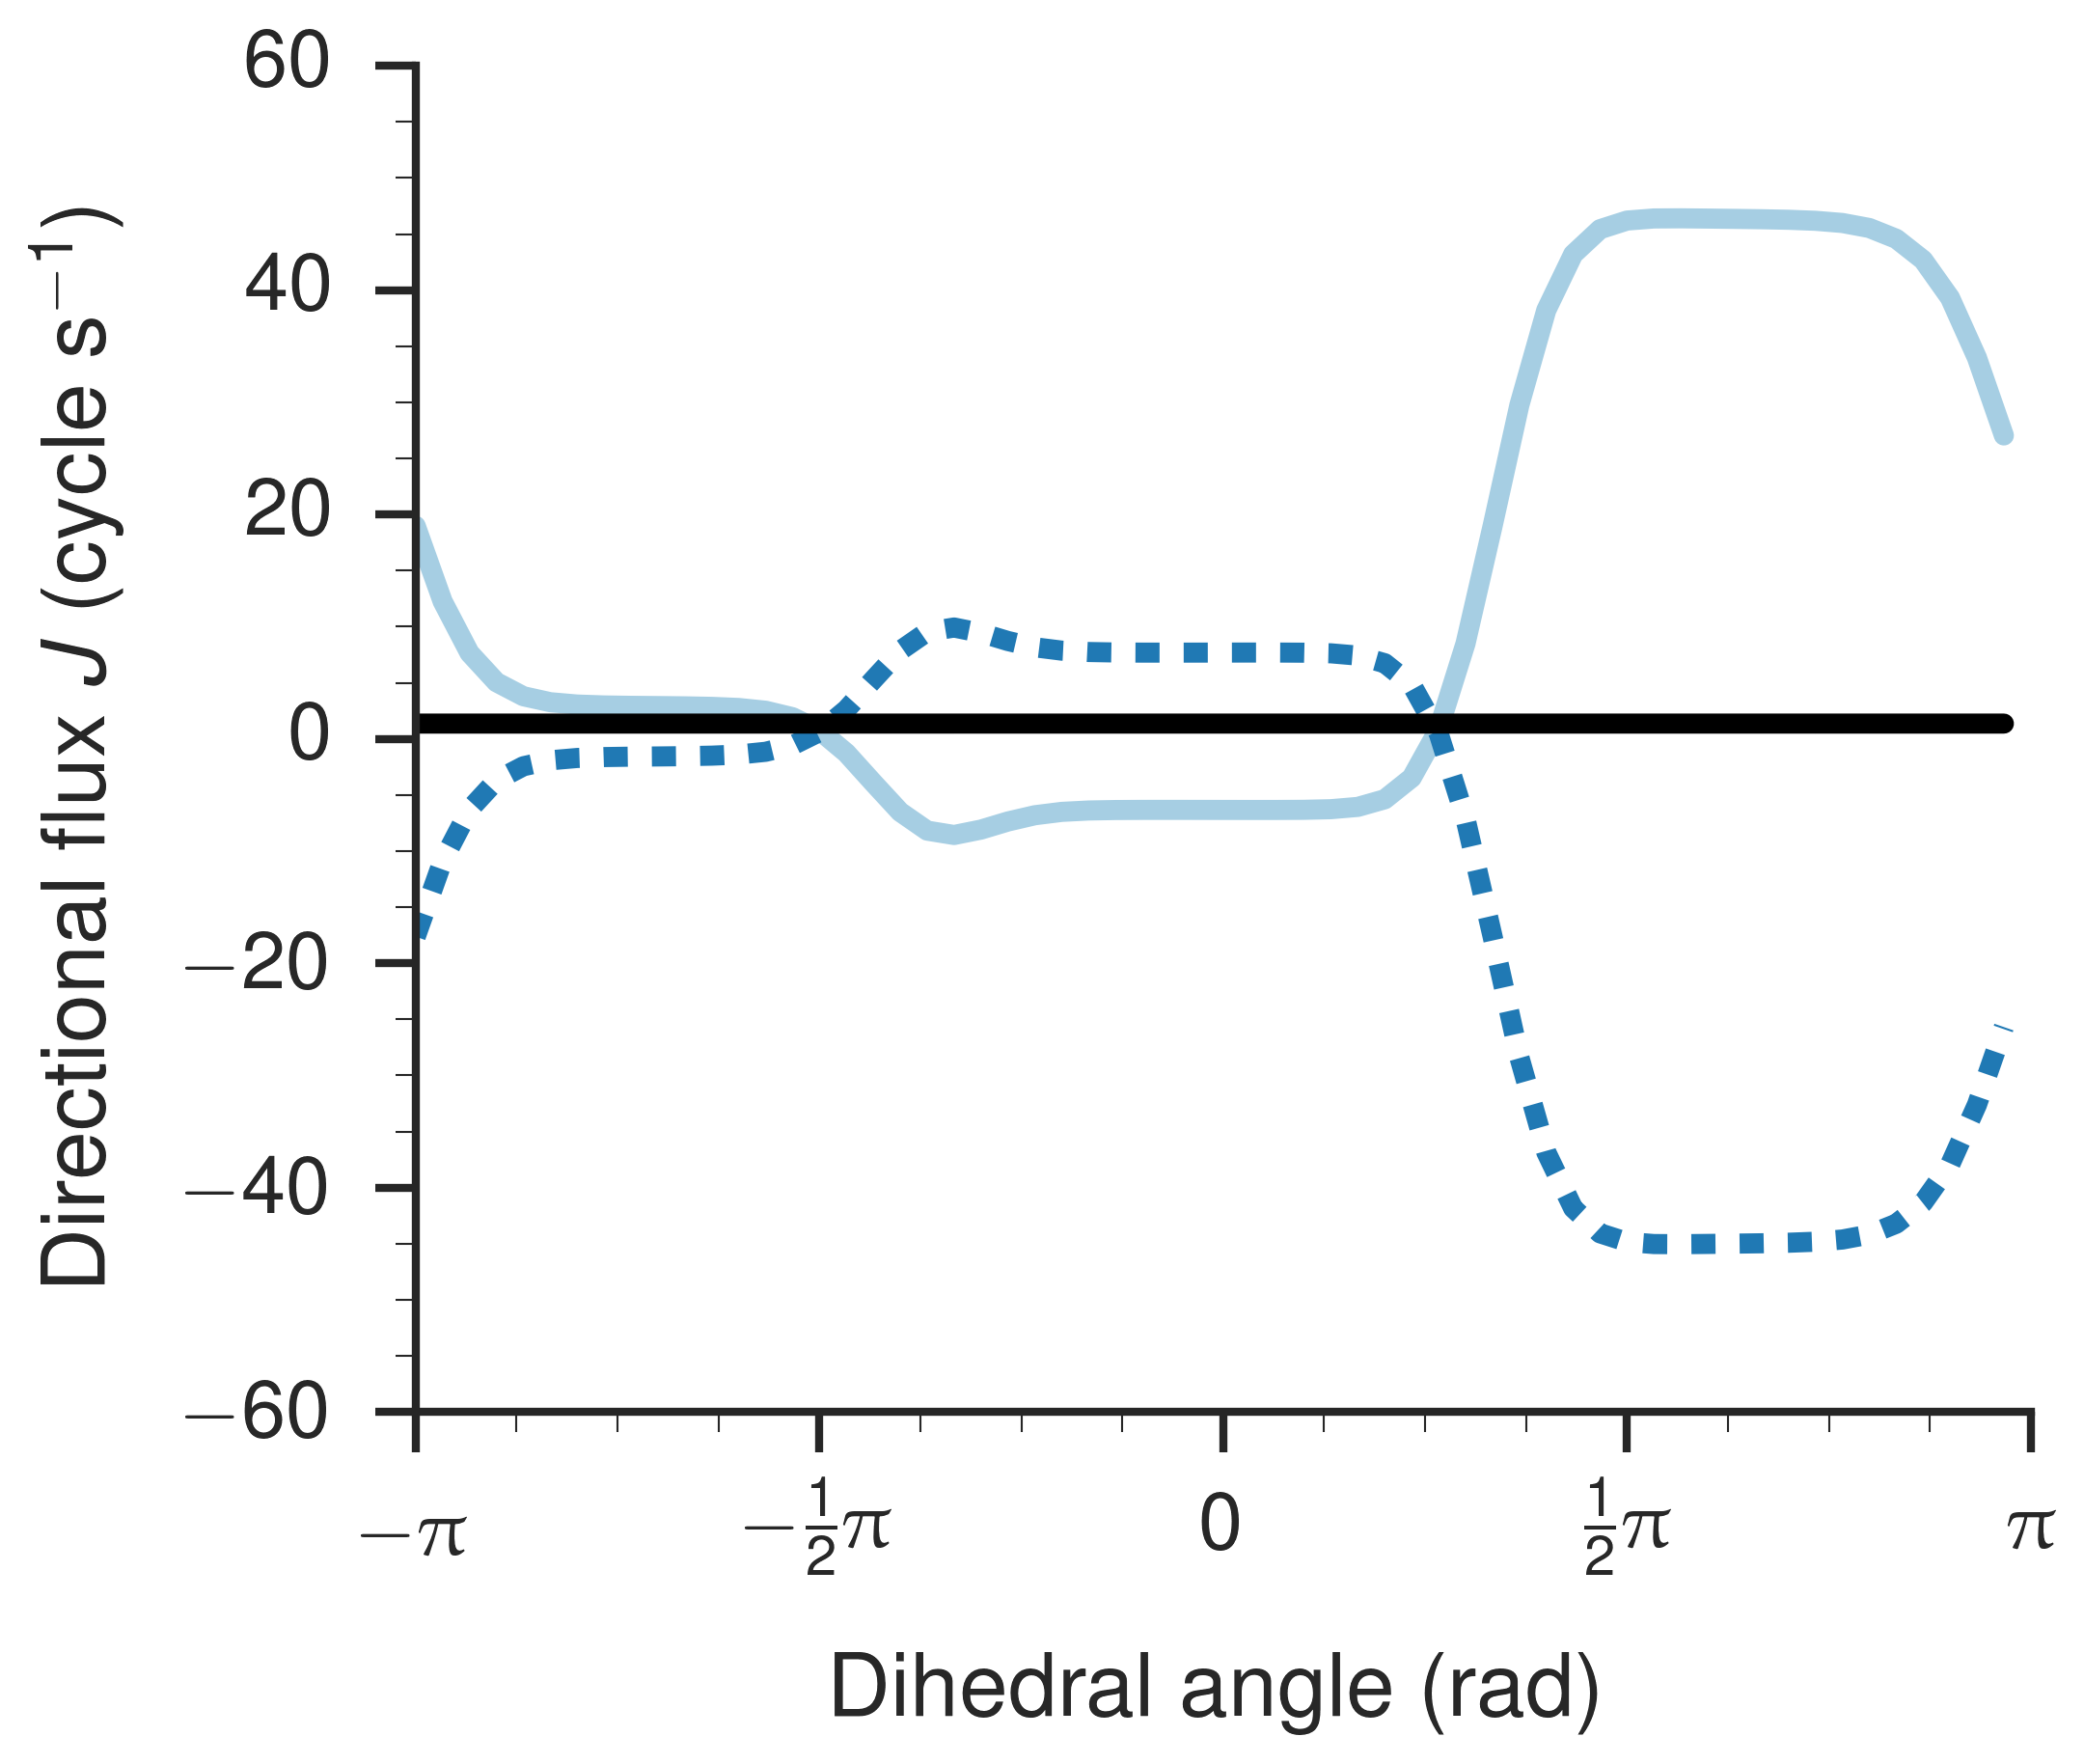 Directional flux J (cycle s⁻¹)
60
40
20
0
−20
−40
−60
−π
−½π
0
½π
π
Dihedral angle (rad)